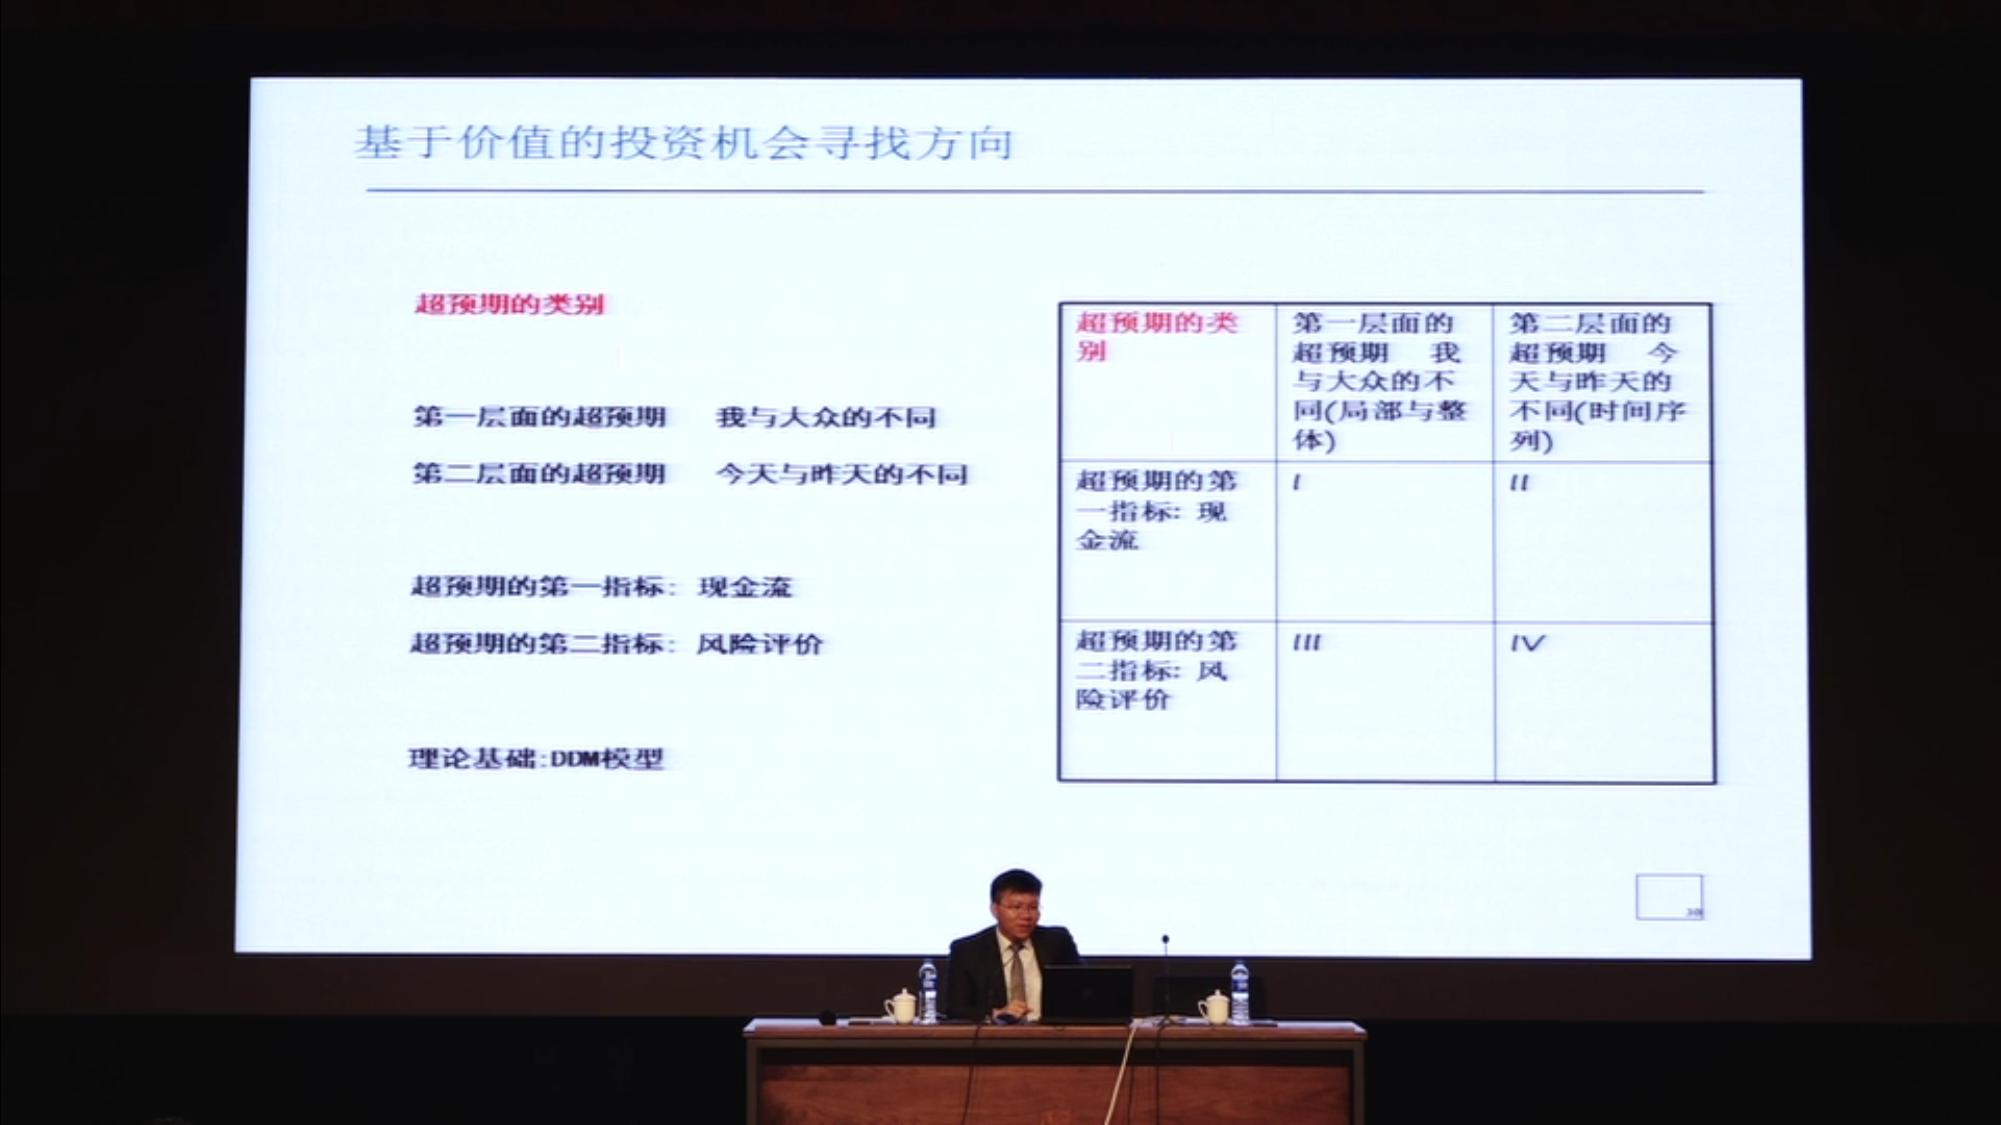 基于价值的投资机会寻找方向
超预期的类别
第一层面的超预期 我与大众的不同
第二层面的超预期 今天与昨天的不同
超预期的第一指标：现金流
超预期的第二指标：风险评价
理论基础:DDM模型
超预期的类
别
第一层面的
超预期 我
与大众的不
同(局部与整
体)
第二层面的
超预期 今
天与昨天的
不同(时间序
列)
超预期的第
一指标：现
金流
I
II
超预期的第
二指标：风
险评价
III
IV
30